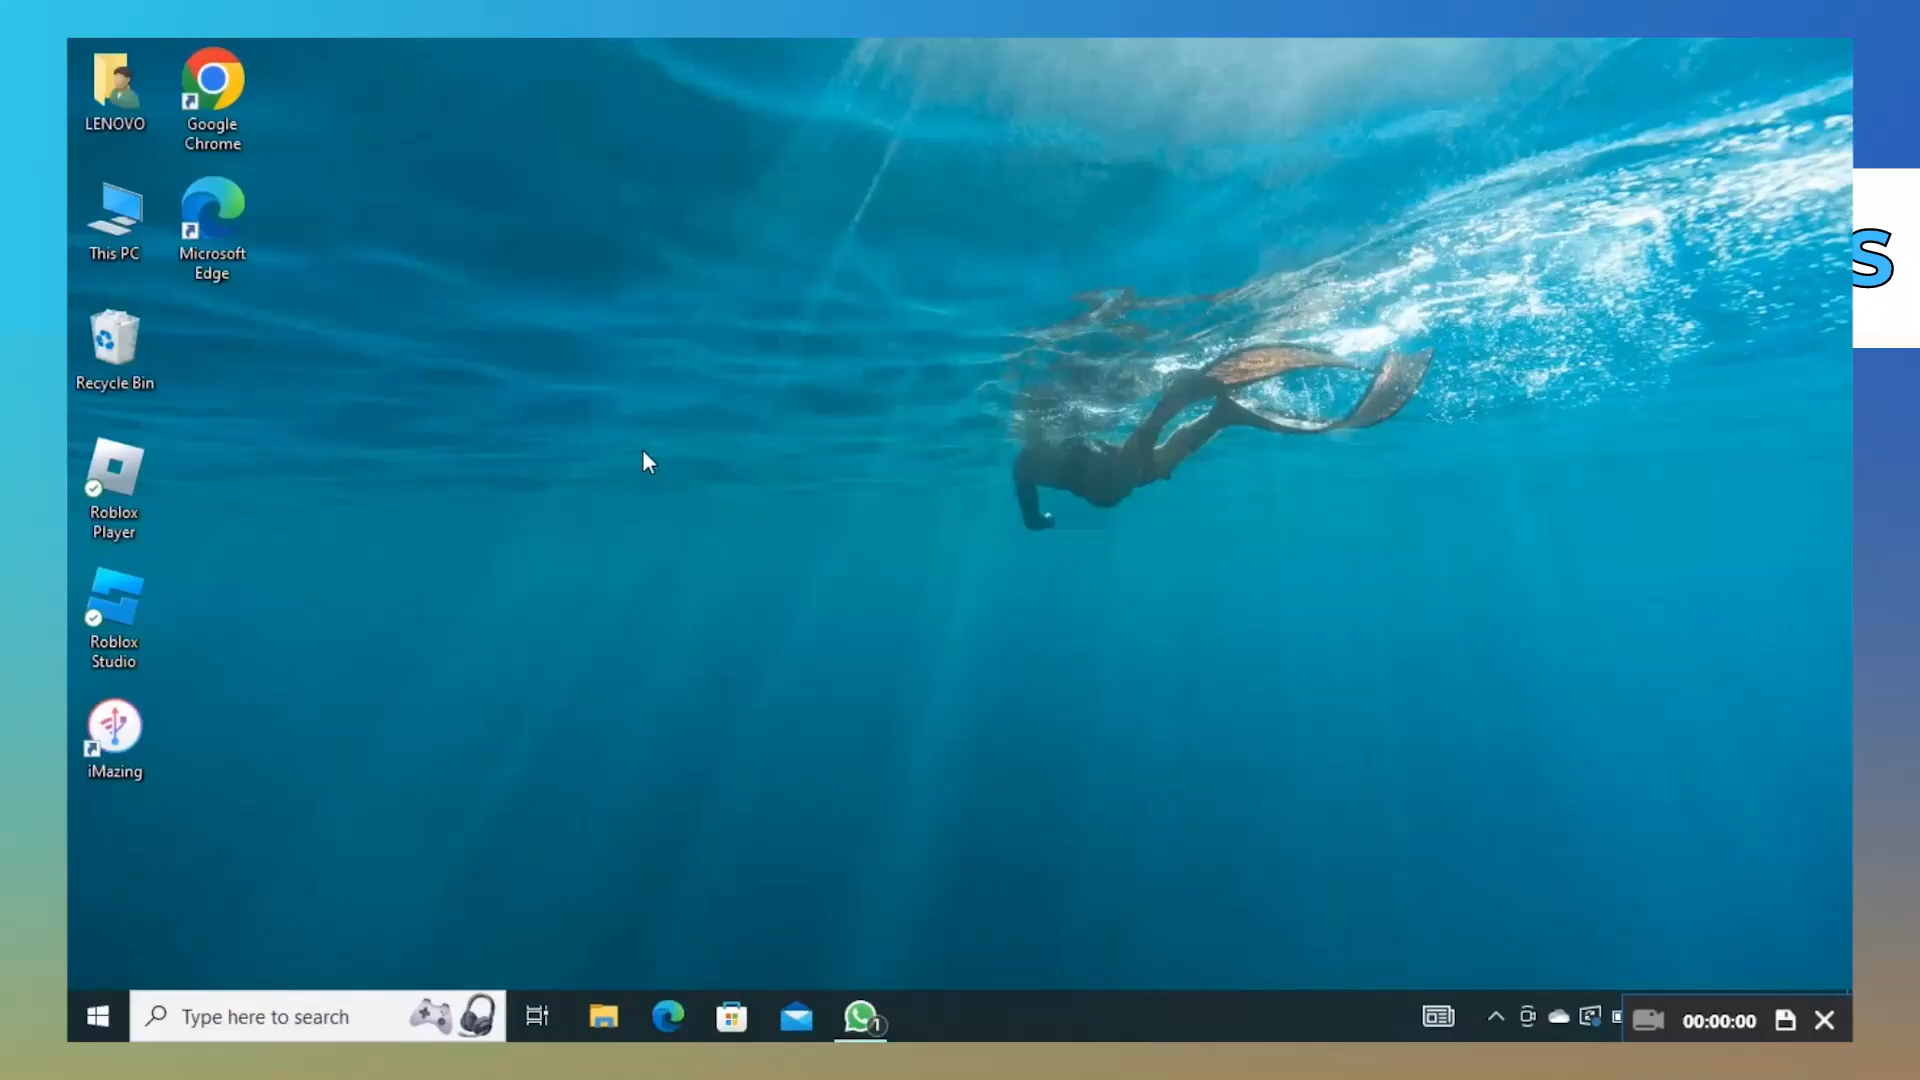 LENOVO
Google
Chrome
This PC
Microsoft
Edge
S
Recycle Bin
Roblox
Player
Roblox
Studio
iMazing
Type here to search
1
00:00:00